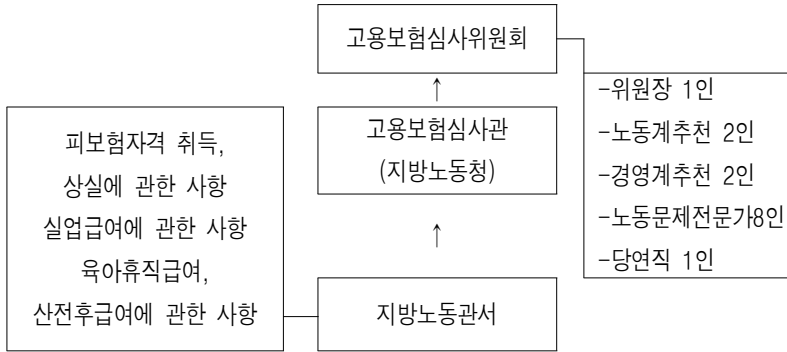 고용보험심사위원회
↑
고용보험심사관
(지방노동청)
↑
지방노동관서
피보험자격 취득,
상실에 관한 사항
실업급여에 관한 사항
육아휴직급여,
산전후급여에 관한 사항
-위원장 1인
-노동계추천 2인
-경영계추천 2인
-노동문제전문가8인
-당연직 1인